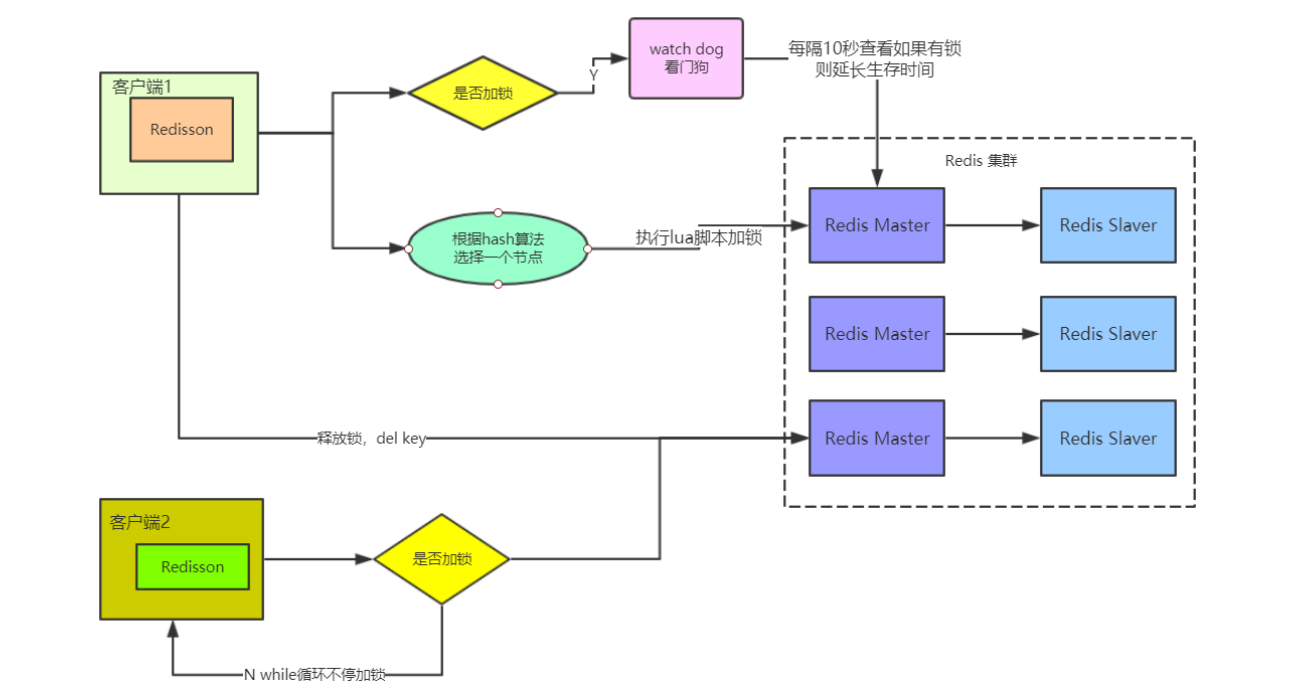 客户端1
Redisson
是否加锁
Y
watch dog
看门狗
每隔10秒查看如果有锁
则延长生存时间
Redis 集群
根据hash算法
选择一个节点
执行lua脚本加锁
Redis Master
Redis Slaver
Redis Master
Redis Slaver
释放锁，del key
Redis Master
Redis Slaver
客户端2
Redisson
是否加锁
N while循环不停加锁